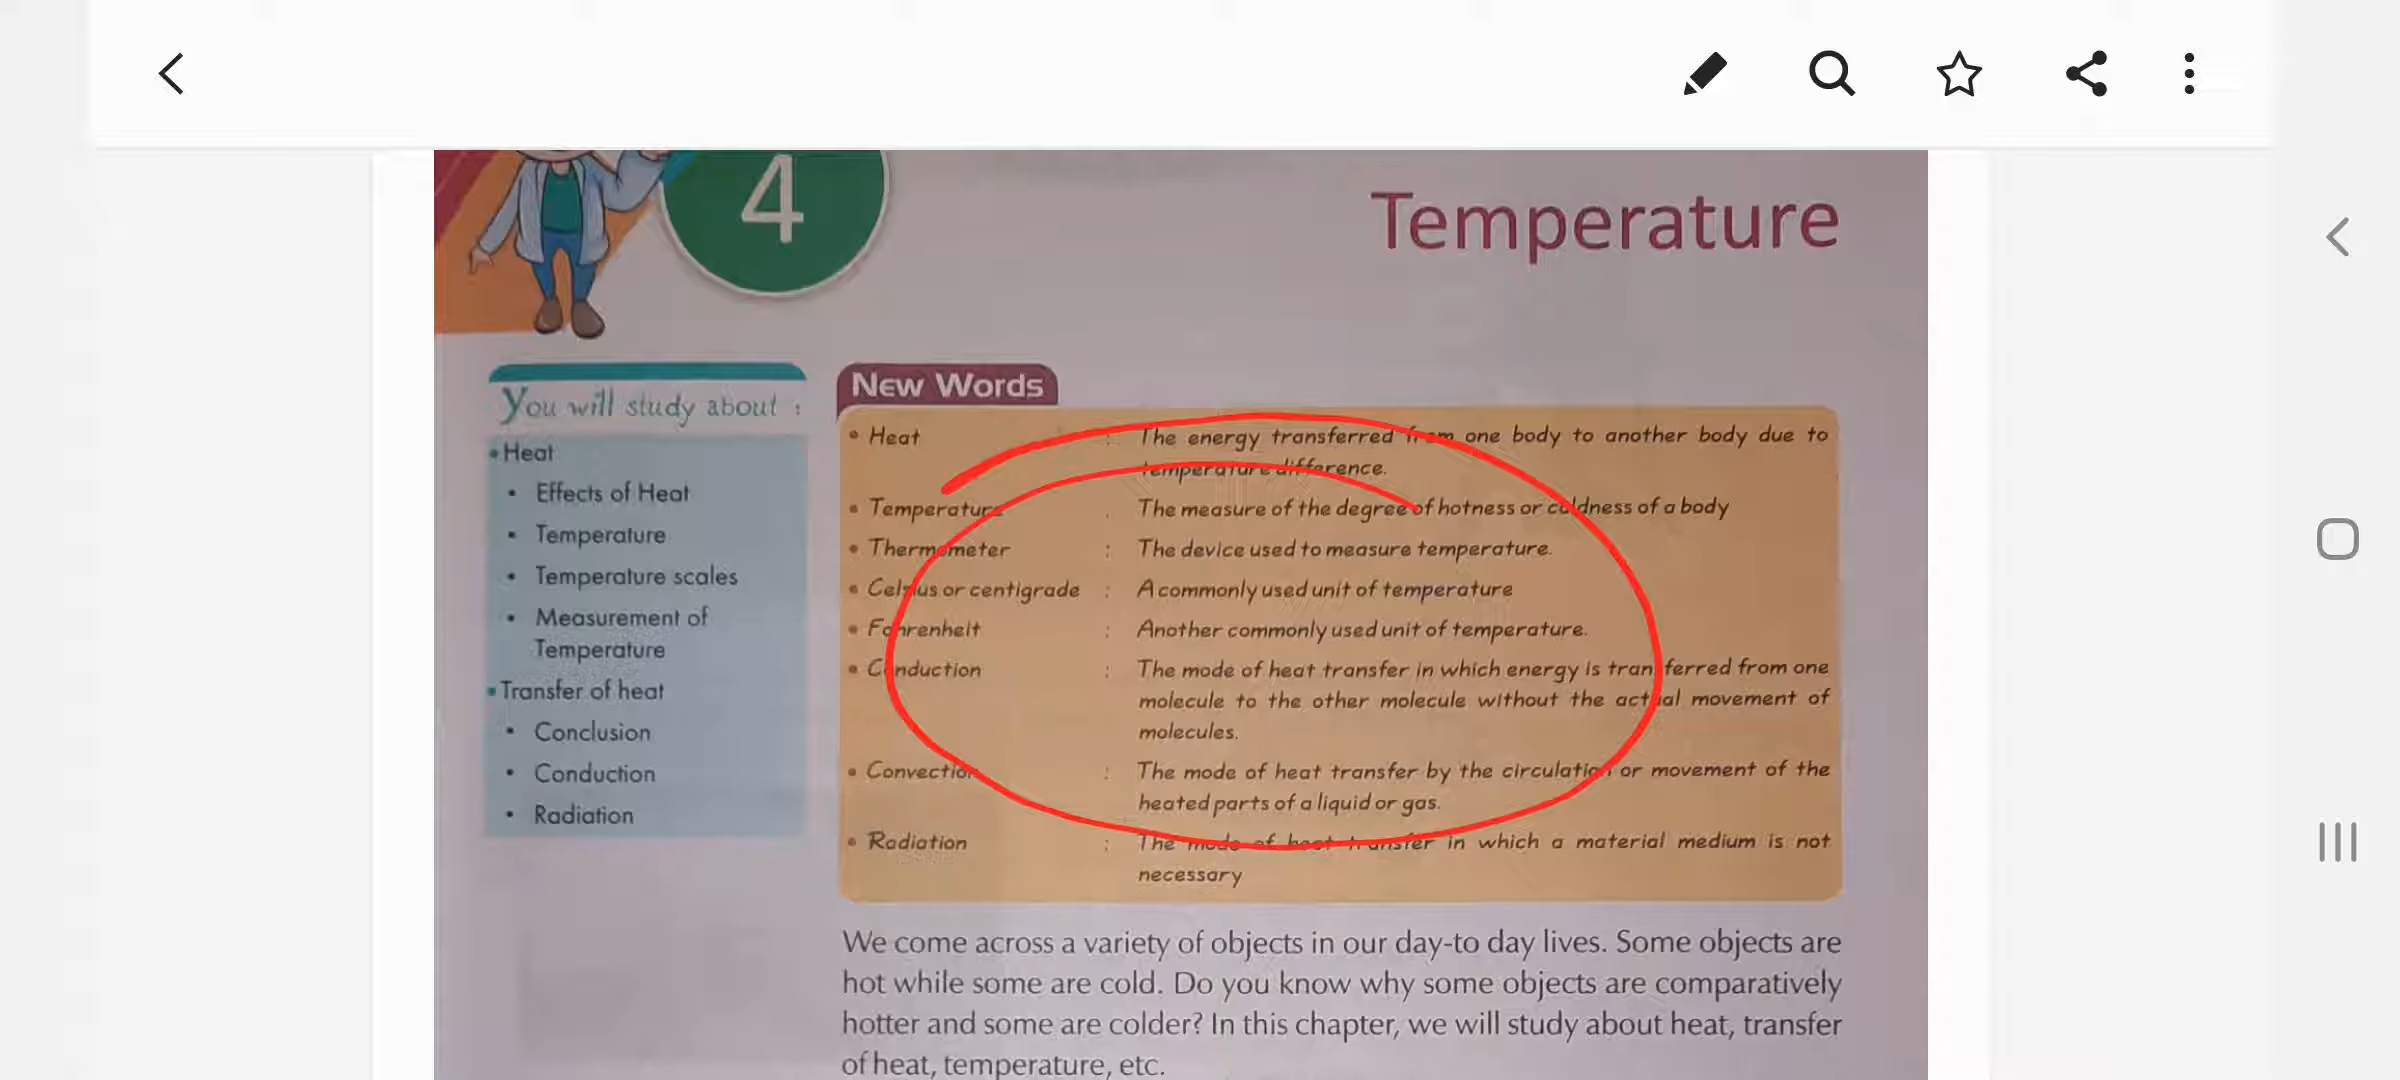 4
Temperature
You will study about :
• Heat
• Effects of Heat
• Temperature
• Temperature scales
• Measurement of
Temperature
• Transfer of heat
• Conclusion
• Conduction
• Radiation
New Words
• Heat : The energy transferred from one body to another body due to
temperature difference.
• Temperature : The measure of the degree of hotness or coldness of a body
• Thermometer : The device used to measure temperature.
• Celsius or centigrade : A commonly used unit of temperature
• Fahrenheit : Another commonly used unit of temperature.
• Conduction : The mode of heat transfer in which energy is transferred from one
molecule to the other molecule without the actual movement of
molecules.
• Convection : The mode of heat transfer by the circulation or movement of the
heated parts of a liquid or gas.
• Radiation : The mode of heat transfer in which a material medium is not
necessary
We come across a variety of objects in our day-to day lives. Some objects are
hot while some are cold. Do you know why some objects are comparatively
hotter and some are colder? In this chapter, we will study about heat, transfer
of heat, temperature, etc.